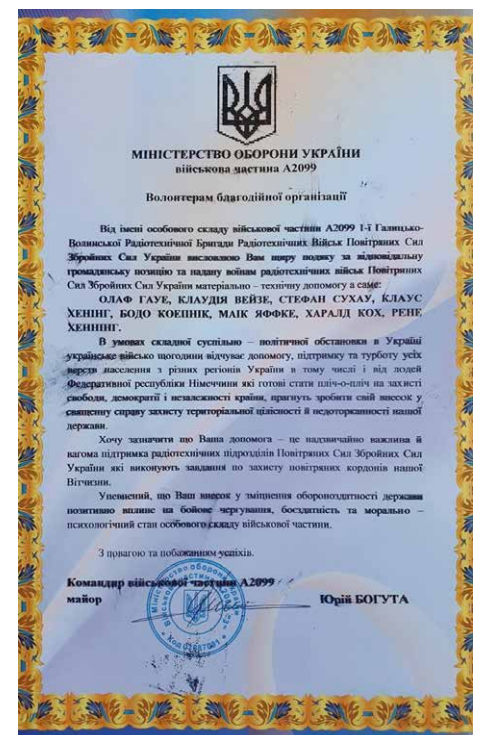 МІНІСТЕРСТВО ОБОРОНИ УКРАЇНИ
військова частина А2099
Волонтерам благодійної організації
Від імені особового складу військової частини А2099 1-ї Галицько-
Волинської Радіотехнічної Бригади Радіотехнічних Військ Повітряних Сил
Збройних Сил України висловлюю Вам щиру подяку за відповідальну
громадянську позицію та надану воїнам радіотехнічних військ Повітряних
Сил Збройних Сил України матеріально – технічну допомогу а саме:
ОЛАФ ГАУЕ, КЛАУДІЯ ВЕЙЗЕ, СТЕФАН СУХАУ, КЛАУС
ХЕНІНГ, БОДО КОЕПНІК, МАІК ЯФФКЕ, ХАРАЛД КОХ, РЕНЕ
ХЕННІНГ.
В умовах складної суспільно – політичної обстановки в Україні
українське військо щогодини відчуває допомогу, підтримку та турботу усіх
верств населення з різних регіонів України в тому числі і від людей
Федеративної республіки Німеччини які готові стати пліч-о-пліч на захисті
свободи, демократії і незалежності країни, прагнуть зробити свій внесок у
священну справу захисту територіальної цілісності й недоторканності нашої
держави.
Хочу зазначити що Ваша допомога – це надзвичайно важлива й
вагома підтримка радіотехнічних підрозділів Повітряних Сил Збройних Сил
України які виконують завдання по захисту повітряних кордонів нашої
Вітчизни.
Упевнений, що Ваш внесок у зміцнення обороноздатності держави
позитивно вплине на бойове чергування, боєздатність та морально –
психологічний стан особового складу військової частини.
З повагою та побажанням успіхів.
Командир військової частини А2099
майор Юрій БОГУТА